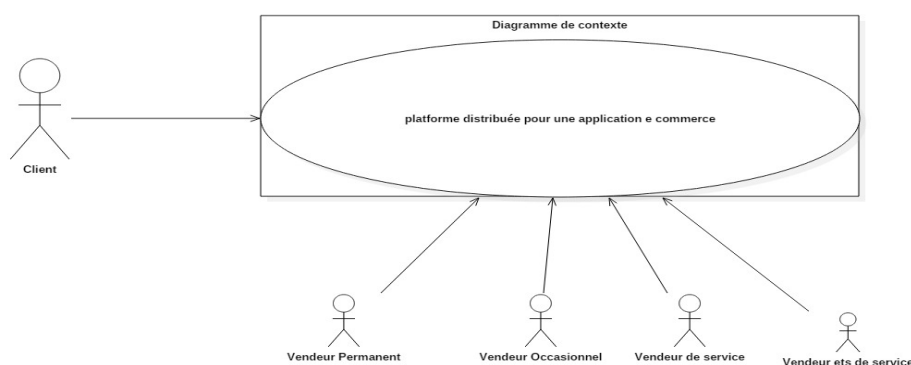 Diagramme de contexte
platforme distribuée pour une application e commerce
Client
Vendeur Permanent
Vendeur Occasionnel
Vendeur de service
Vendeur ets de service